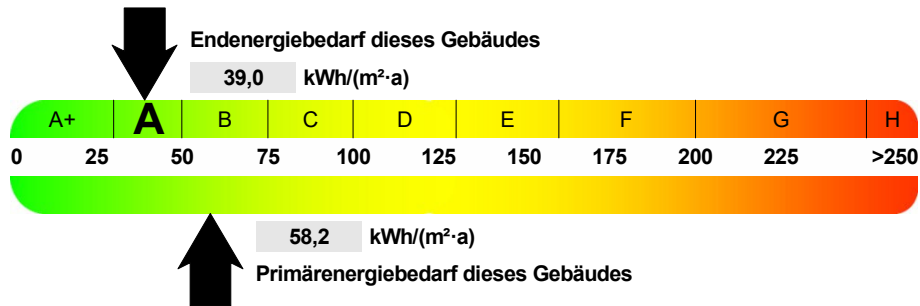 Endenergiebedarf dieses Gebäudes
39,0 kWh/(m²·a)
A+ A B C D E F G H
0 25 50 75 100 125 150 175 200 225 >250
58,2 kWh/(m²·a)
Primärenergiebedarf dieses Gebäudes